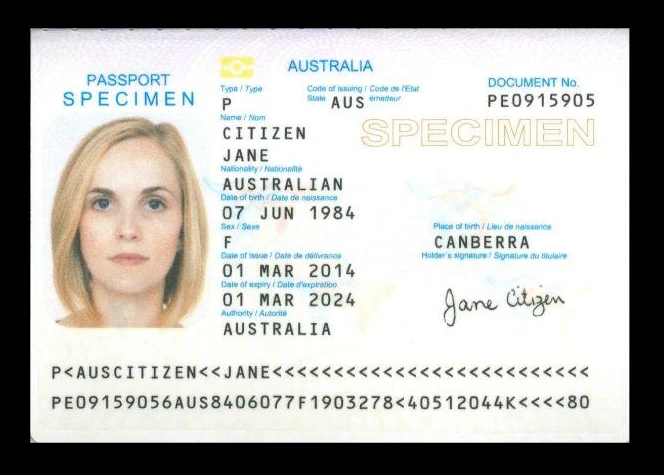 AUSTRALIA
PASSPORT
SPECIMEN
Type / Type
P
Code of issuing / Code de l'Etat
State AUS émetteur
DOCUMENT No.
PE0915905
Name / Nom
CITIZEN
JANE
SPECIMEN
Nationality / Nationalité
AUSTRALIAN
Date of birth / Date de naissance
07 JUN 1984
Sex / Sexe
F
Place of birth / Lieu de naissance
CANBERRA
Date of issue / Date de délivrance
01 MAR 2014
Holder's signature / Signature du titulaire
Jane Citizen
Date of expiry / Date d'expiration
01 MAR 2024
Authority / Autorité
AUSTRALIA
P<AUSCITIZEN<<JANE<<<<<<<<<<<<<<<<<<<<<<<<<<
PE09159056AUS8406077F1903278<40512044K<<<<80